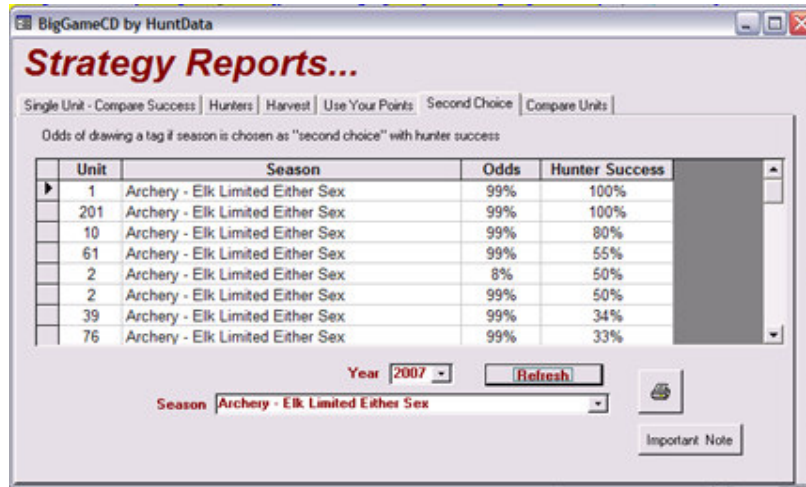 BigGameCD by HuntData
Strategy Reports...
Single Unit - Compare Success Hunters Harvest Use Your Points Second Choice Compare Units
Odds of drawing a tag if season is chosen as "second choice" with hunter success
Unit Season Odds Hunter Success
1 Archery - Elk Limited Either Sex 99% 100%
201 Archery - Elk Limited Either Sex 99% 100%
10 Archery - Elk Limited Either Sex 99% 80%
61 Archery - Elk Limited Either Sex 99% 55%
2 Archery - Elk Limited Either Sex 8% 50%
2 Archery - Elk Limited Either Sex 99% 50%
39 Archery - Elk Limited Either Sex 99% 34%
76 Archery - Elk Limited Either Sex 99% 33%
Year 2007 Refresh
Season Archery - Elk Limited Either Sex
Important Note